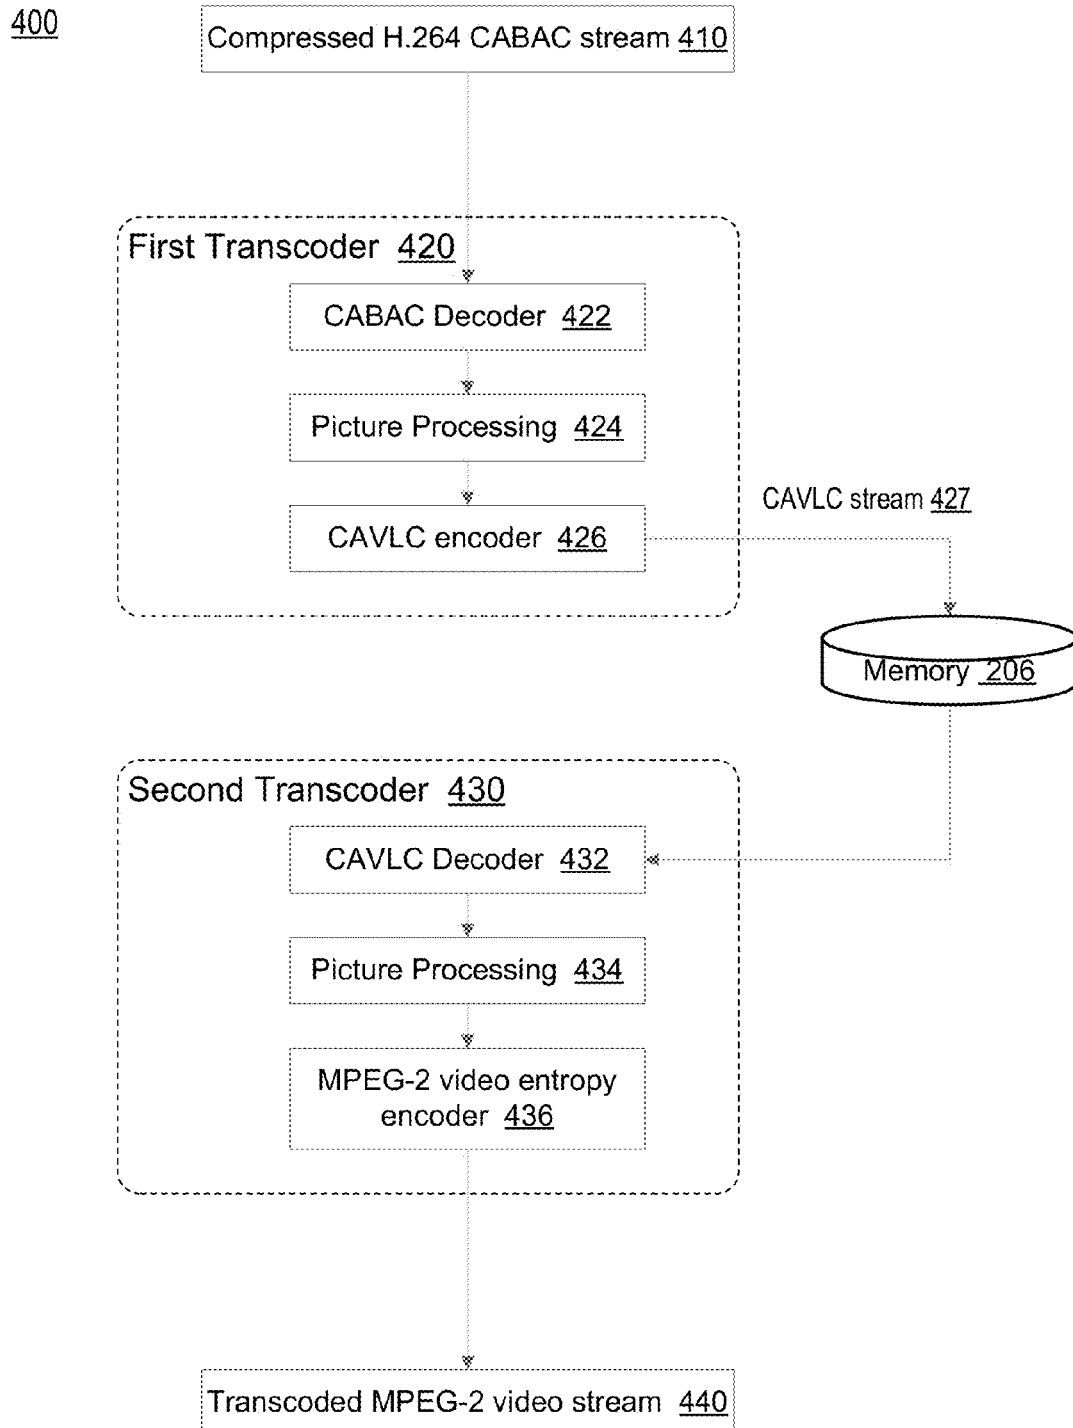 400
Compressed H.264 CABAC stream 410
First Transcoder 420
CABAC Decoder 422
Picture Processing 424
CAVLC encoder 426
CAVLC stream 427
Memory 206
Second Transcoder 430
CAVLC Decoder 432
Picture Processing 434
MPEG-2 video entropy
encoder 436
Transcoded MPEG-2 video stream 440